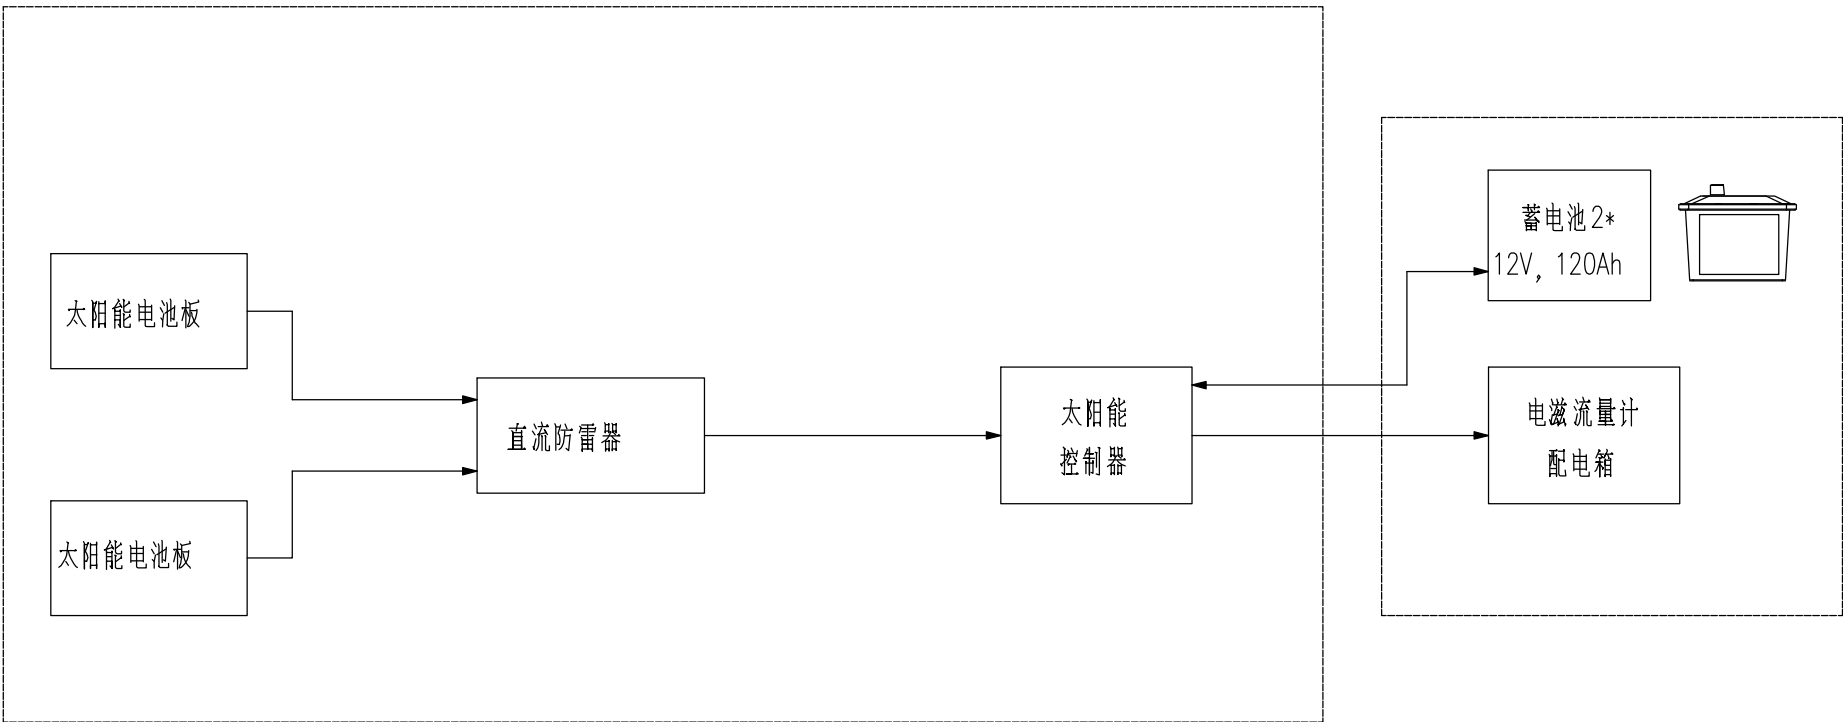 蓄电池2*
12V, 120Ah
太阳能电池板
太阳能
控制器
电滋流量计
配电箱
直流防雷器
太阳能电池板